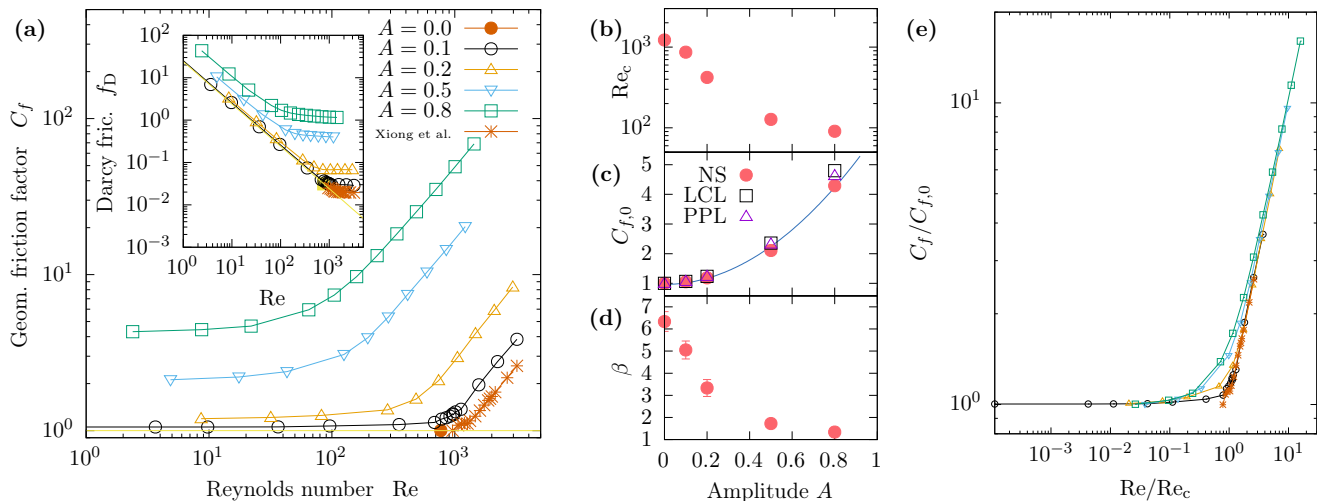 (a)
Geom. friction factor C_f
10^2
10^1
10^0
10^0 10^1 10^2 10^3
Reynolds number Re
Darcy fric. f_D
10^2
10^1
10^0
10^-1
10^-2
10^-3
10^0 10^1 10^2 10^3
Re
A = 0.0
A = 0.1
A = 0.2
A = 0.5
A = 0.8
Xiong et al.
(b)
Re_c
10^3
10^2
(c)
C_f,0
5
4
3
2
1
NS
LCL
PPL
(d)
β
7
6
5
4
3
2
1
0 0.2 0.4 0.6 0.8 1
Amplitude A
(e)
C_f/C_f,0
10^1
10^0
10^-3 10^-2 10^-1 10^0 10^1
Re/Re_c